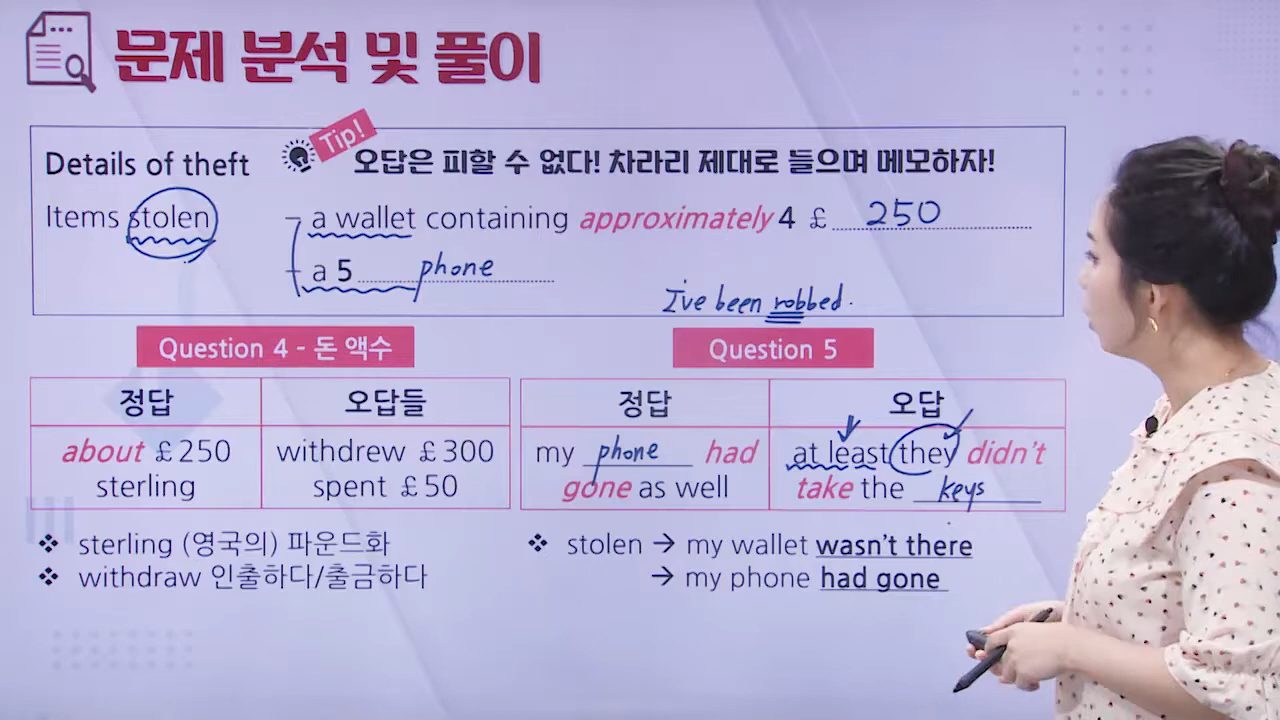 문제 분석 및 풀이
Details of theft
Tip!
오답은 피할 수 없다! 차라리 제대로 들으며 메모하자!
Items stolen
a wallet containing approximately 4 £ 250
a 5 phone
I've been robbed.
Question 4 - 돈 액수
정답 오답들
about £250 withdrew £300
sterling spent £50
❖ sterling (영국의) 파운드화
❖ withdraw 인출하다/출금하다
Question 5
정답 오답
my phone had at least they didn't
gone as well take the keys
❖ stolen → my wallet wasn't there
→ my phone had gone